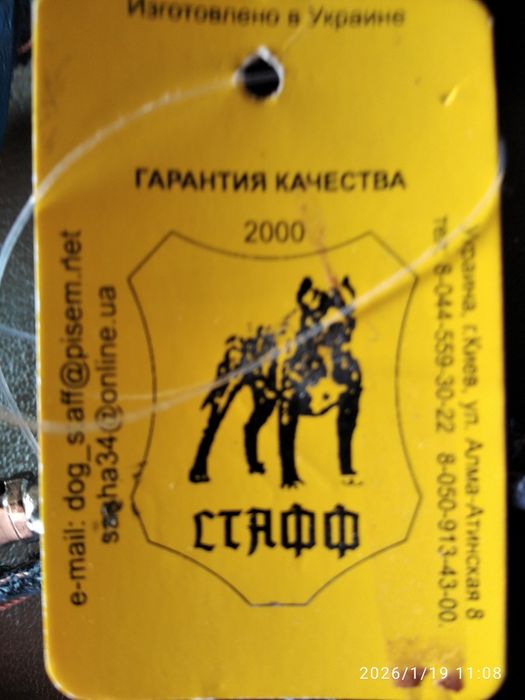 Изготовлено в Украине
ГАРАНТИЯ КАЧЕСТВА
2000
СТАФФ
e-mail: dog_staff@pisem.net
sasha34@online.ua
Украина, г.Киев, ул. Алма-Атинская 8
тел. 8-044-559-30-22 8-050-913-43-00.
2026/1/19 11:08